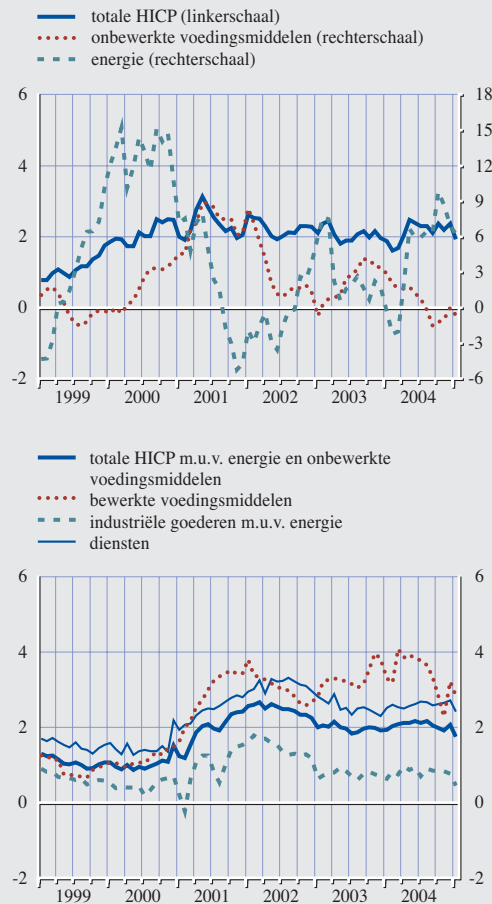 totale HICP (linkerschaal)
onbewerkte voedingsmiddelen (rechterschaal)
energie (rechterschaal)
6 18
15
4 12
9
2 6
3
0 0
-3
-2 -6
1999 2000 2001 2002 2003 2004
totale HICP m.u.v. energie en onbewerkte
voedingsmiddelen
bewerkte voedingsmiddelen
industriële goederen m.u.v. energie
diensten
6 6
4 4
2 2
0 0
-2 -2
1999 2000 2001 2002 2003 2004